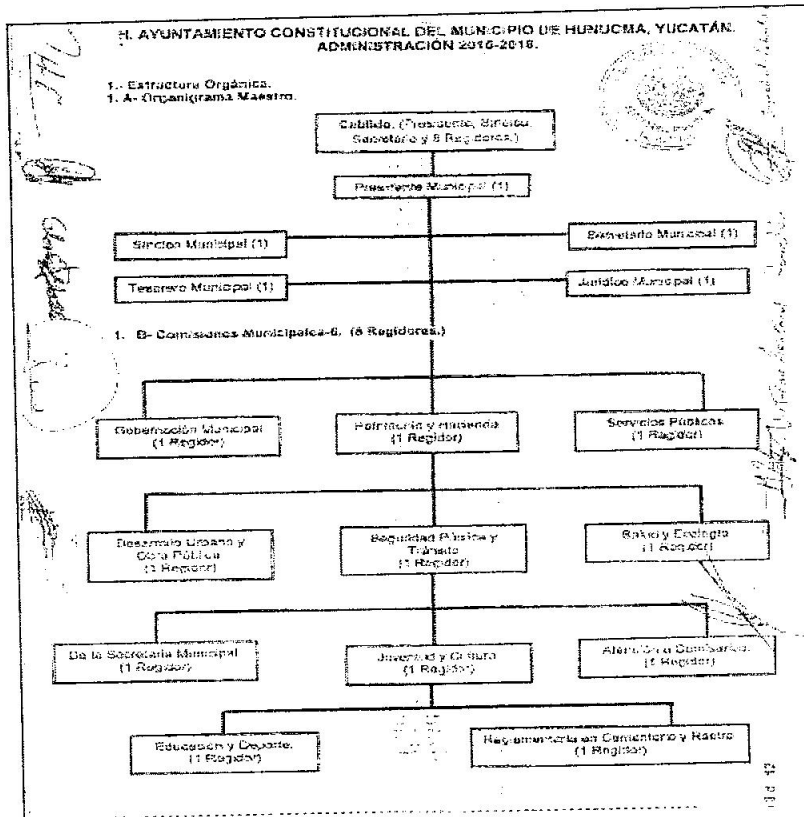 H. AYUNTAMIENTO CONSTITUCIONAL DEL MUNICIPIO DE HUNUCMA, YUCATÁN.
ADMINISTRACIÓN 2015-2018.
1.- Estructura Orgánica.
1. A- Organigrama Maestro.
Cabildo. (Presidente, Síndico,
Secretario y 8 Regidores.)
Presidente Municipal (1)
Síndico Municipal (1)
Secretario Municipal (1)
Tesorero Municipal (1)
Jurídico Municipal (1)
1. B- Comisiones Municipales-6. (8 Regidores.)
Gobernación Municipal
(1 Regidor)
Patrimonio y Hacienda
(1 Regidor)
Servicios Públicos
(1 Regidor)
Desarrollo Urbano y
Obra Pública
(1 Regidor)
Seguridad Pública y
Tránsito
(1 Regidor)
Salud y Ecología
(1 Regidor)
De la Secretaría Municipal
(1 Regidor)
Juventud y Cultura
(1 Regidor)
Atención a Comisarías.
(1 Regidor)
Educación y Deporte.
(1 Regidor)
Reglamentaria en Cementerio y Rastro
(1 Regidor)